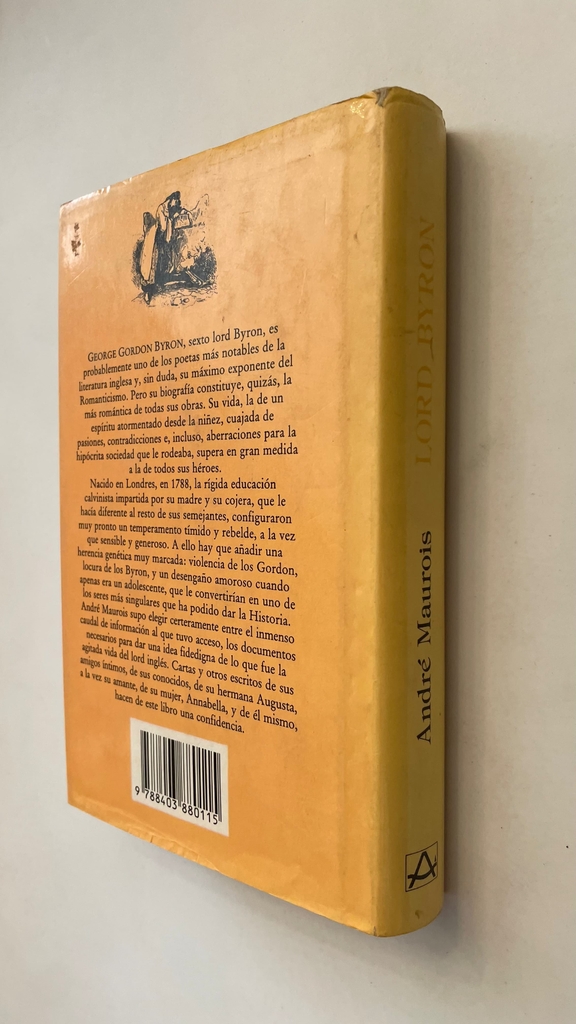 GEORGE GORDON BYRON, sexto lord Byron, es
probablemente uno de los poetas más notables de la
literatura inglesa y, sin duda, su máximo exponente del
Romanticismo. Pero su biografía constituye, quizás, la
más romántica de todas sus obras. Su vida, la de un
espíritu atormentado desde la niñez, cuajada de
pasiones, contradicciones e, incluso, aberraciones para la
hipócrita sociedad que le rodeaba, supera en gran medida
a la de todos sus héroes.
Nacido en Londres, en 1788, la rígida educación
calvinista impartida por su madre y su cojera, que le
hacía diferente al resto de sus semejantes, configuraron
muy pronto un temperamento tímido y rebelde, a la vez
que sensible y generoso. A ello hay que añadir una
herencia genética muy marcada: violencia de los Gordon,
locura de los Byron, y un desengaño amoroso cuando
apenas era un adolescente, que le convertirían en uno de
los seres más singulares que ha podido dar la Historia.
André Maurois supo elegir certeramente entre el inmenso
caudal de información al que tuvo acceso, los documentos
necesarios para dar una idea fidedigna de lo que fue la
agitada vida del lord inglés. Cartas y otros escritos de sus
amigos íntimos, de sus conocidos, de su hermana Augusta,
a la vez su amante, de su mujer, Annabella, y de él mismo,
hacen de este libro una confidencia.
9 788403 880115
André Maurois
LORD BYRON
A